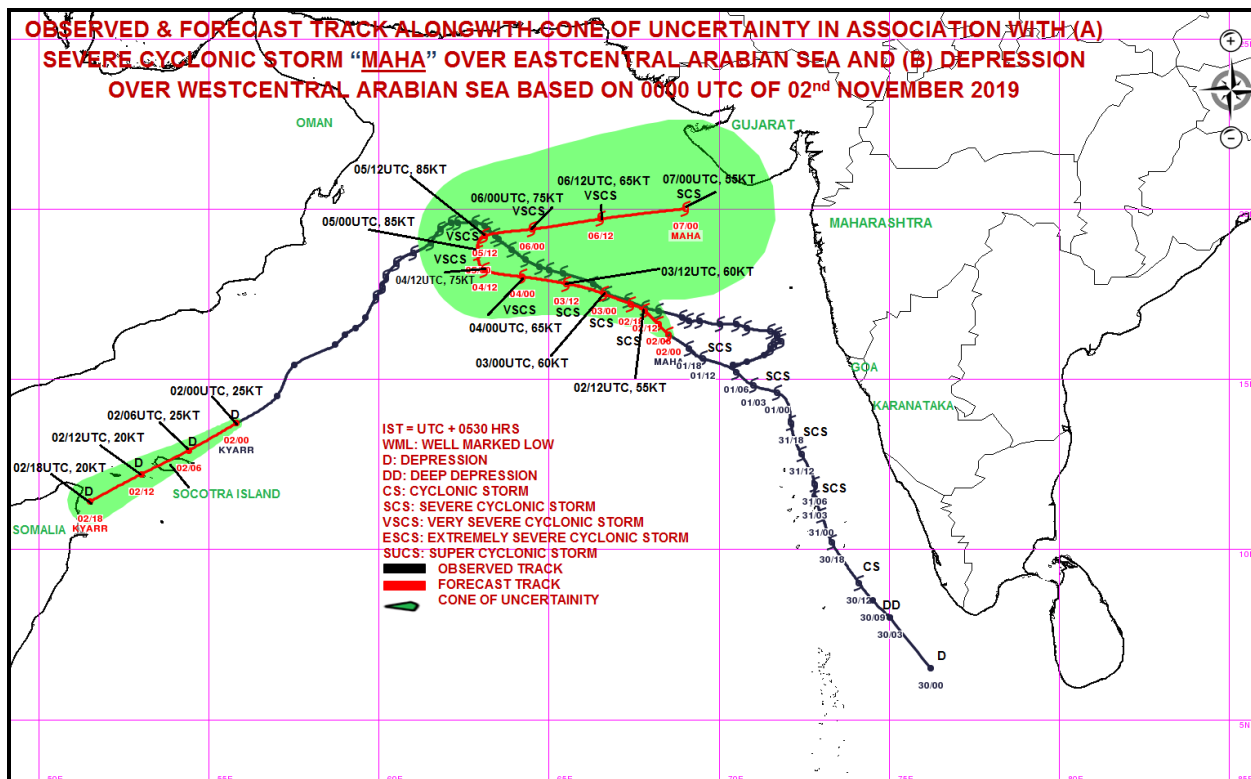 OBSERVED & FORECAST TRACK ALONGWITH CONE OF UNCERTAINTY IN ASSOCIATION WITH (A)
SEVERE CYCLONIC STORM “MAHA” OVER EASTCENTRAL ARABIAN SEA AND (B) DEPRESSION
OVER WESTCENTRAL ARABIAN SEA BASED ON 0000 UTC OF 02nd NOVEMBER 2019
OMAN
GUJARAT
05/12UTC, 85KT
06/00UTC, 75KT
06/12UTC, 65KT
07/00UTC, 55KT
VSCS
VSCS
SCS
05/00UTC, 85KT
VSCS
05/12
06/00
06/12
07/00
MAHA
MAHARASHTRA
VSCS
04/12UTC, 75KT
04/12
04/00
03/12
03/12UTC, 60KT
VSCS
SCS
03/00
SCS
02/18
02/12
SCS
02/06
02/00
MAHA
04/00UTC, 65KT
03/00UTC, 60KT
02/12UTC, 55KT
01/18
SCS
01/12
01/06
SCS
01/03
01/00
GOA
KARANATAKA
31/18
SCS
31/12
SCS
31/06
31/03
31/00
30/18
CS
30/12
DD
30/09
30/03
D
30/00
02/00UTC, 25KT
D
02/00
KYARR
02/06UTC, 25KT
D
02/06
02/12UTC, 20KT
D
02/12
02/18UTC, 20KT
D
02/18
KYARR
SOCOTRA ISLAND
SOMALIA
IST = UTC + 0530 HRS
WML: WELL MARKED LOW
D: DEPRESSION
DD: DEEP DEPRESSION
CS: CYCLONIC STORM
SCS: SEVERE CYCLONIC STORM
VSCS: VERY SEVERE CYCLONIC STORM
ESCS: EXTREMELY SEVERE CYCLONIC STORM
SUCS: SUPER CYCLONIC STORM
OBSERVED TRACK
FORECAST TRACK
CONE OF UNCERTAINITY